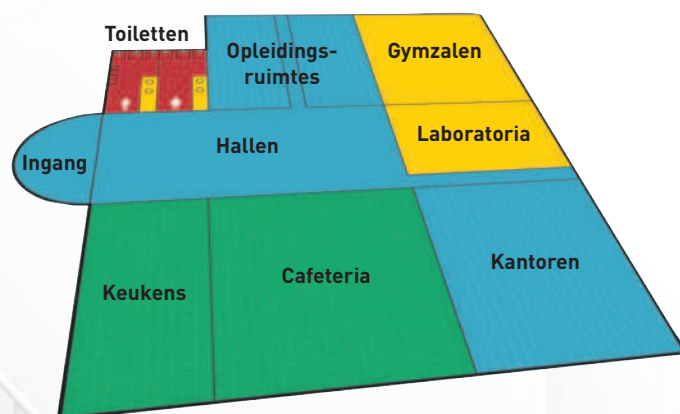 Toiletten
Opleidings-
ruimtes
Gymzalen
Laboratoria
Ingang
Hallen
Keukens
Cafeteria
Kantoren